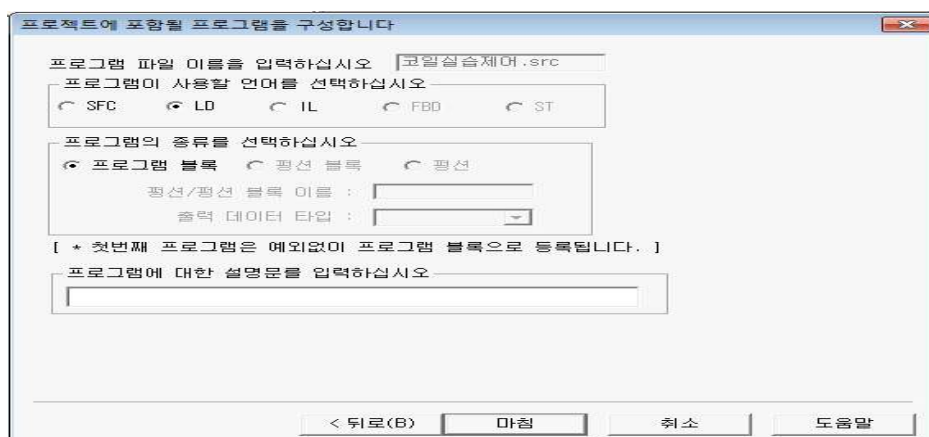 프로젝트에 포함될 프로그램을 구성합니다
프로그램 파일 이름을 입력하십시오 코일실습제어.src
프로그램이 사용할 언어를 선택하십시오
SFC LD IL FBD ST
프로그램의 종류를 선택하십시오
프로그램 블록 펑션 블록 펑션
펑션/펑션 블록 이름 :
출력 데이터 타입 :
[ * 첫번째 프로그램은 예외없이 프로그램 블록으로 등록됩니다. ]
프로그램에 대한 설명문를 입력하십시오
< 뒤로(B) 마침 취소 도움말